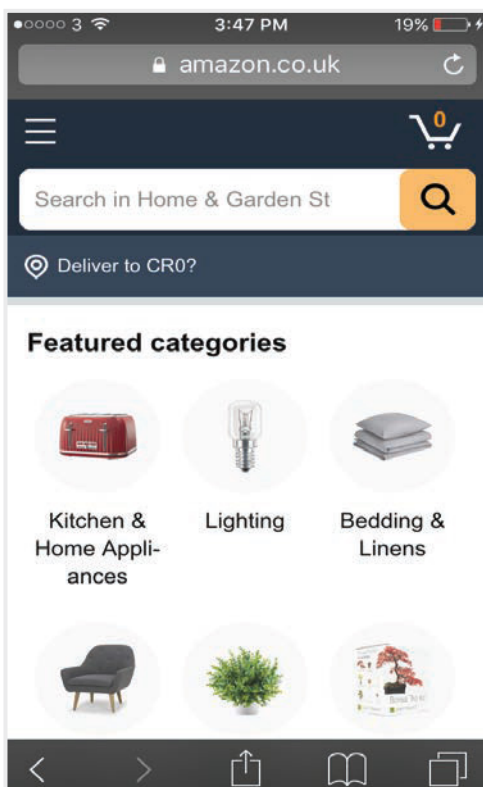 3 3:47 PM 19%
amazon.co.uk
0
Search in Home & Garden St
Deliver to CR0?
Featured categories
Kitchen & Lighting Bedding &
Home Appli- Linens
ances